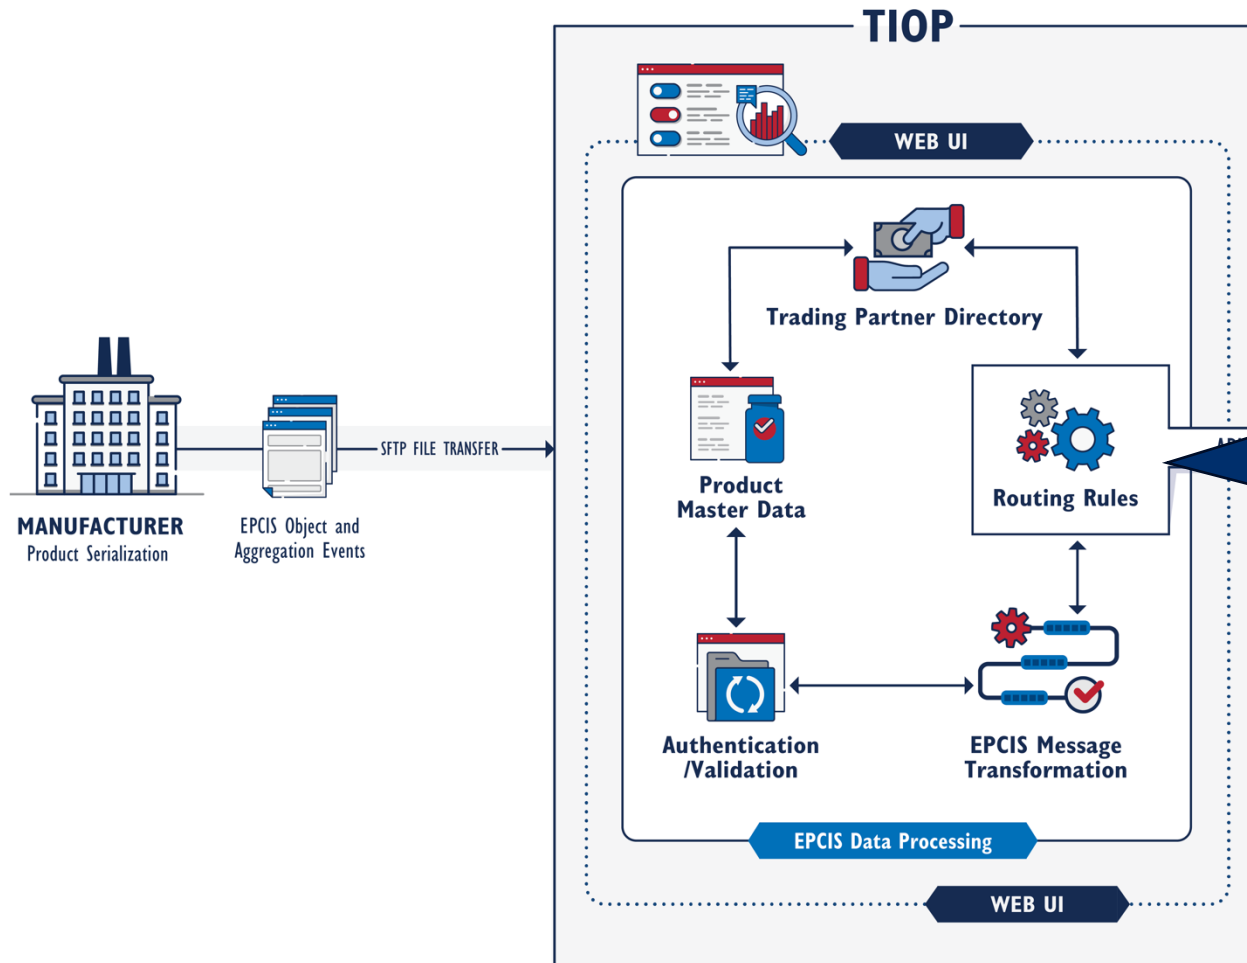 TIOP
WEB UI
Trading Partner Directory
Product
Master Data
Routing Rules
SFTP FILE TRANSFER
MANUFACTURER
Product Serialization
EPCIS Object and
Aggregation Events
Authentication
/Validation
EPCIS Message
Transformation
EPCIS Data Processing
WEB UI